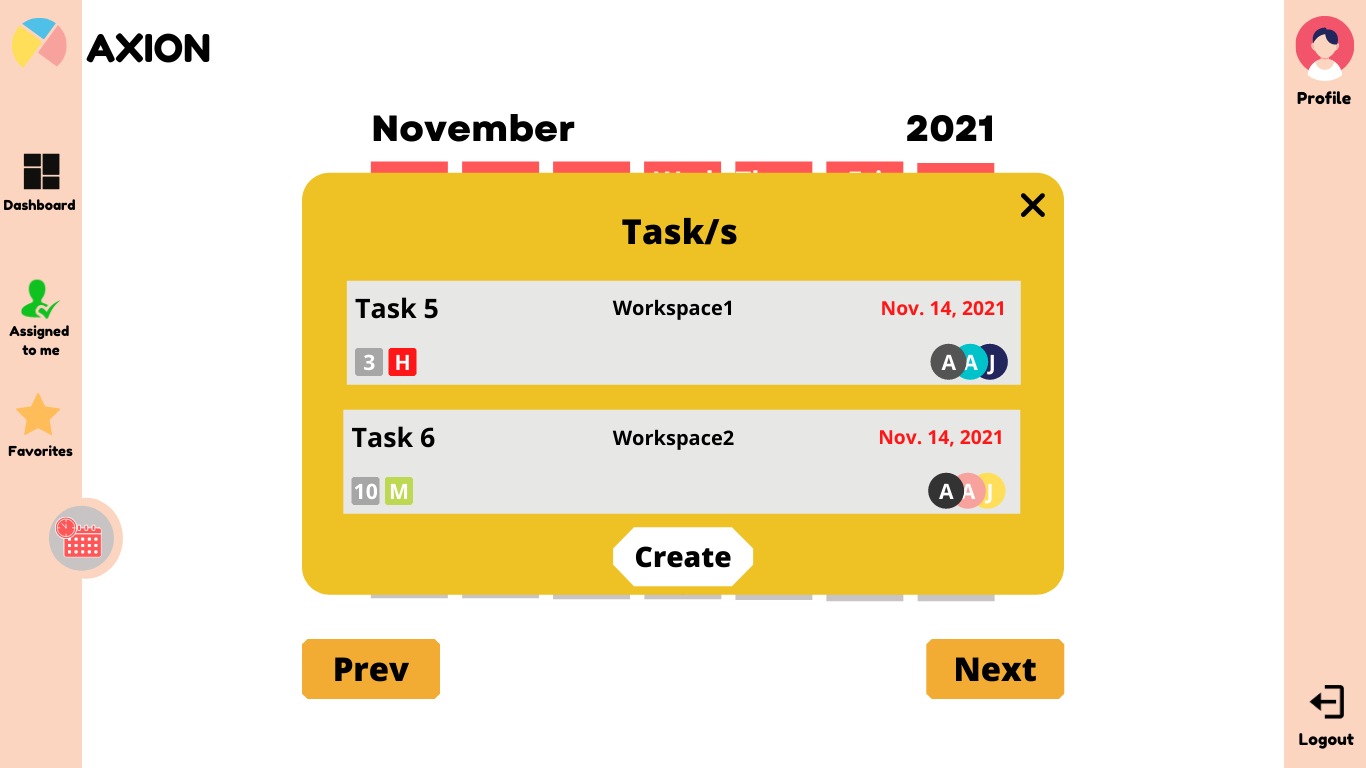 AXION
Profile
November 2021
Task/s
Dashboard
Task 5 Workspace1 Nov. 14, 2021
3 H A A J
Assigned
to me
Task 6 Workspace2 Nov. 14, 2021
Favorites
10 M A A J
Create
Prev Next
Logout